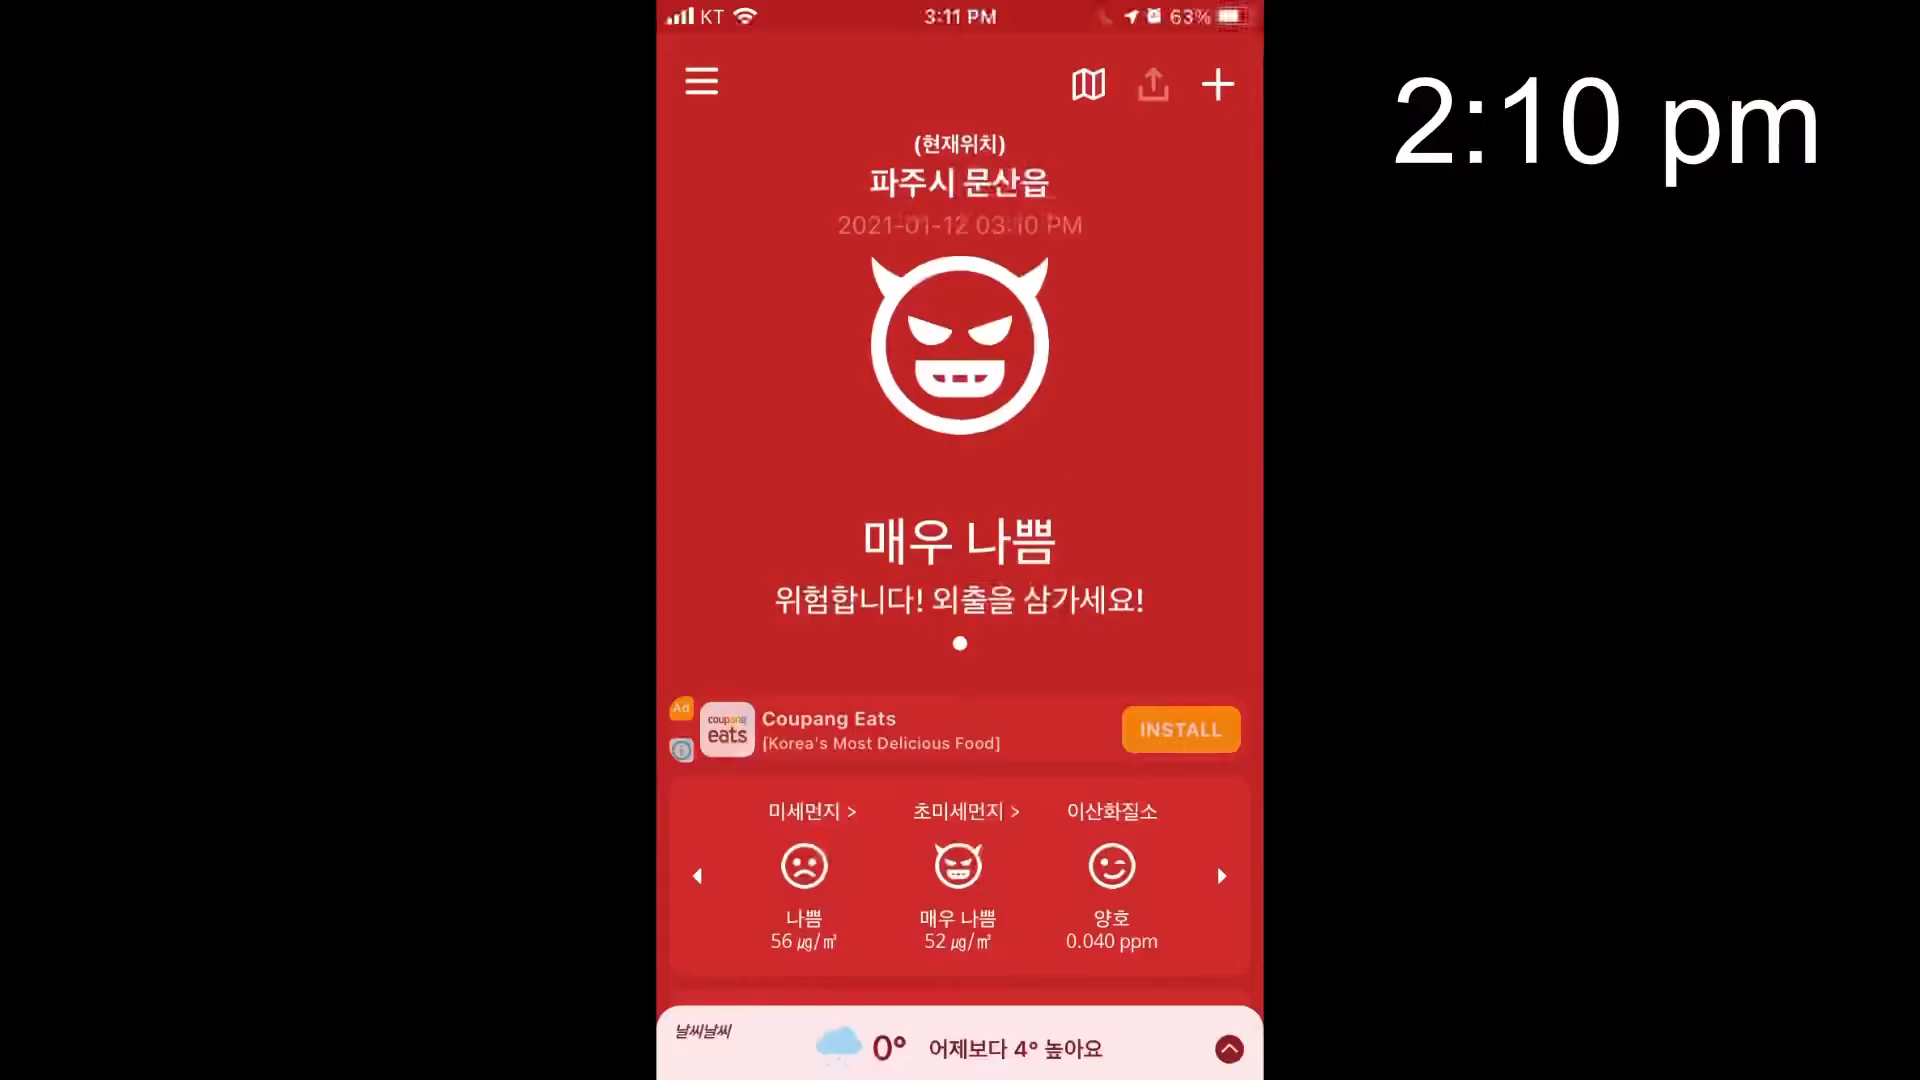 KT
3:11 PM
63%
2:10 pm
(현재위치)
파주시 문산읍
2021-01-12 03:10 PM
매우 나쁨
위험합니다! 외출을 삼가세요!
Ad
coupang
eats
Coupang Eats
[Korea's Most Delicious Food]
INSTALL
미세먼지 >
초미세먼지 >
이산화질소
나쁨
매우 나쁨
양호
56 ㎍/㎥
52 ㎍/㎥
0.040 ppm
날씨날씨
0°
어제보다 4° 높아요